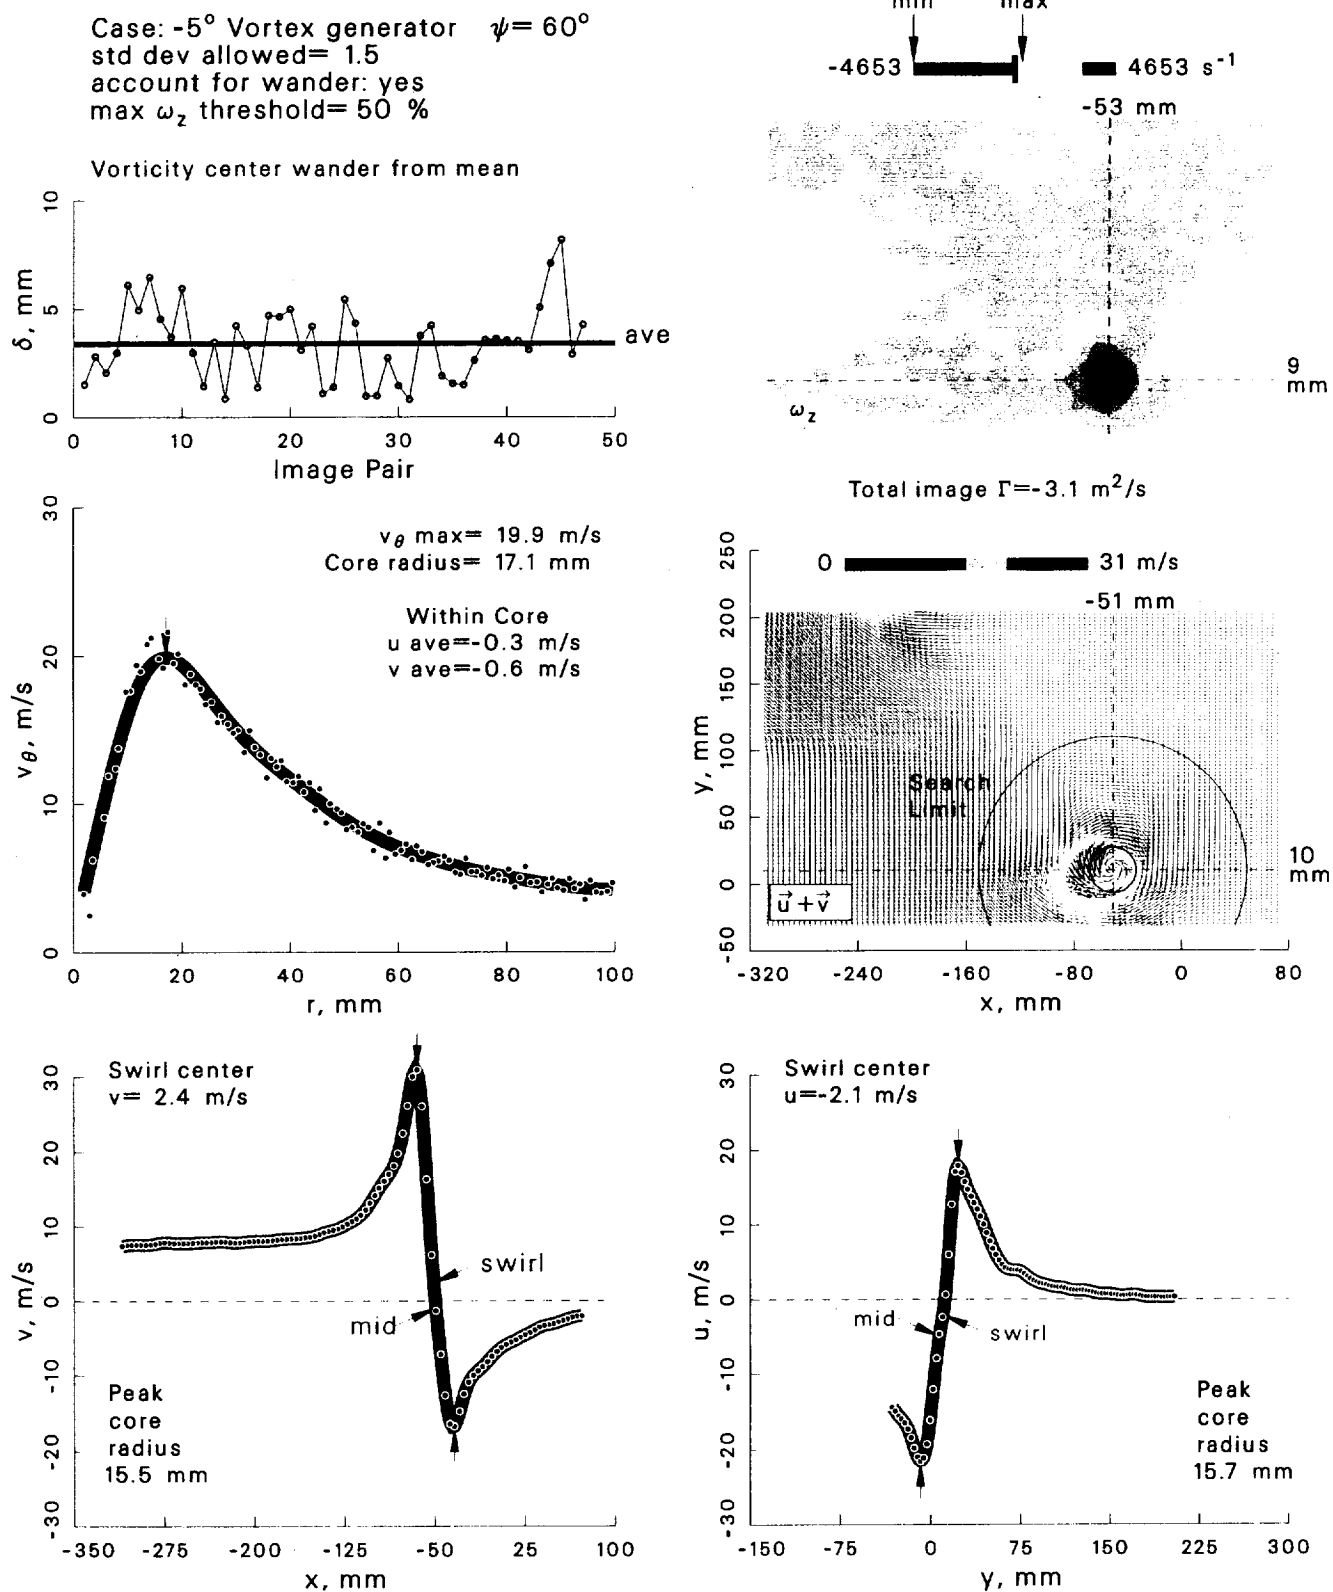 Case: -5° Vortex generator ψ= 60°
std dev allowed= 1.5
account for wander: yes
max ω_z threshold= 50 %
Vorticity center wander from mean
10
5
0
δ, mm
ave
0 10 20 30 40 50
Image Pair
min max
-4653 4653 s⁻¹
-53 mm
9
mm
ω_z
Total image Γ=-3.1 m²/s
30
20
10
0
v_θ, m/s
v_θ max= 19.9 m/s
Core radius= 17.1 mm
Within Core
u ave=-0.3 m/s
v ave=-0.6 m/s
0 20 40 60 80 100
r, mm
0 31 m/s
-51 mm
250
200
150
100
50
0
-50
y, mm
Search
Limit
10
mm
u⃗ + v⃗
-320 -240 -160 -80 0 80
x, mm
Swirl center
v= 2.4 m/s
30
20
10
0
-10
-20
-30
v, m/s
swirl
mid
Peak
core
radius
15.5 mm
-350 -275 -200 -125 -50 25 100
x, mm
Swirl center
u=-2.1 m/s
30
20
10
0
-10
-20
-30
u, m/s
mid
swirl
Peak
core
radius
15.7 mm
-150 -75 0 75 150 225 300
y, mm